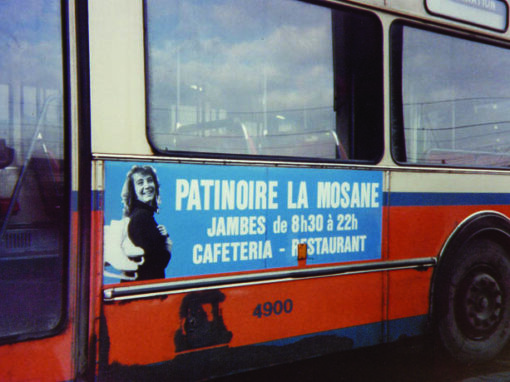 PATINOIRE LA MOSANE
JAMBES de 8h30 à 22h
CAFETERIA - RESTAURANT
4900